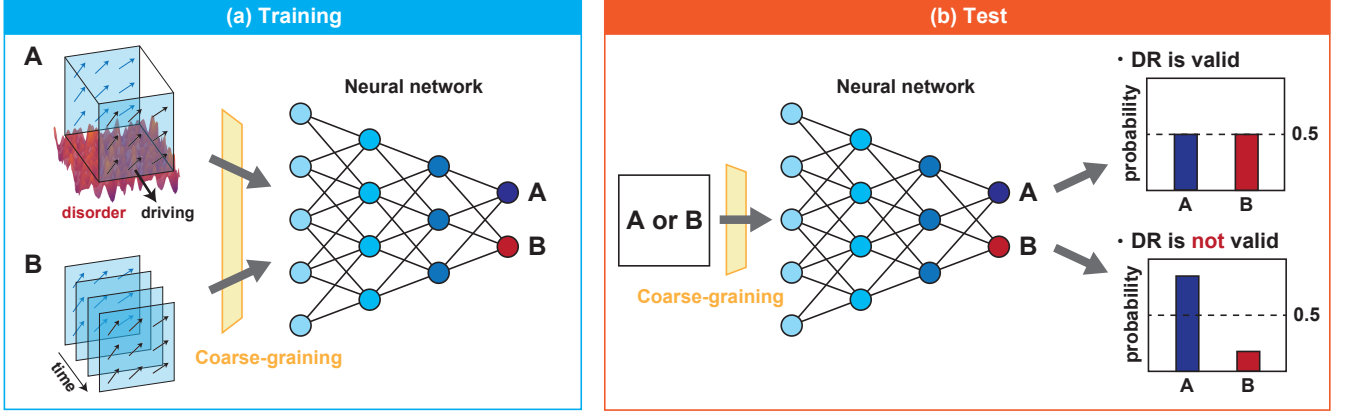 (a) Training
A
disorder
driving
B
time
Coarse-graining
Neural network
A
B
(b) Test
A or B
Coarse-graining
Neural network
A
B
・DR is valid
probability
0.5
A B
・DR is not valid
probability
0.5
A B